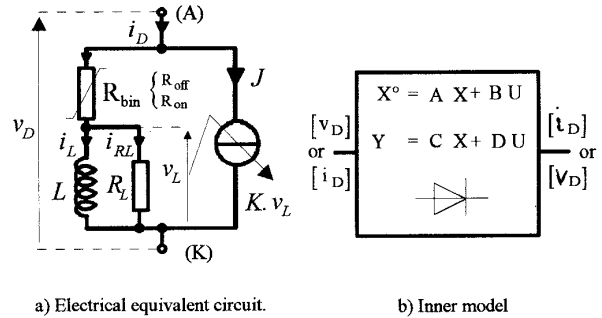 (A)
i_D
R_bin { R_off R_on
J
v_D
i_L
i_RL
v_L
L
R_L
K. v_L
(K)
X° = A X + B U
Y = C X + D U
[v_D] or [i_D]
[i_D] or [V_D]
a) Electrical equivalent circuit.
b) Inner model